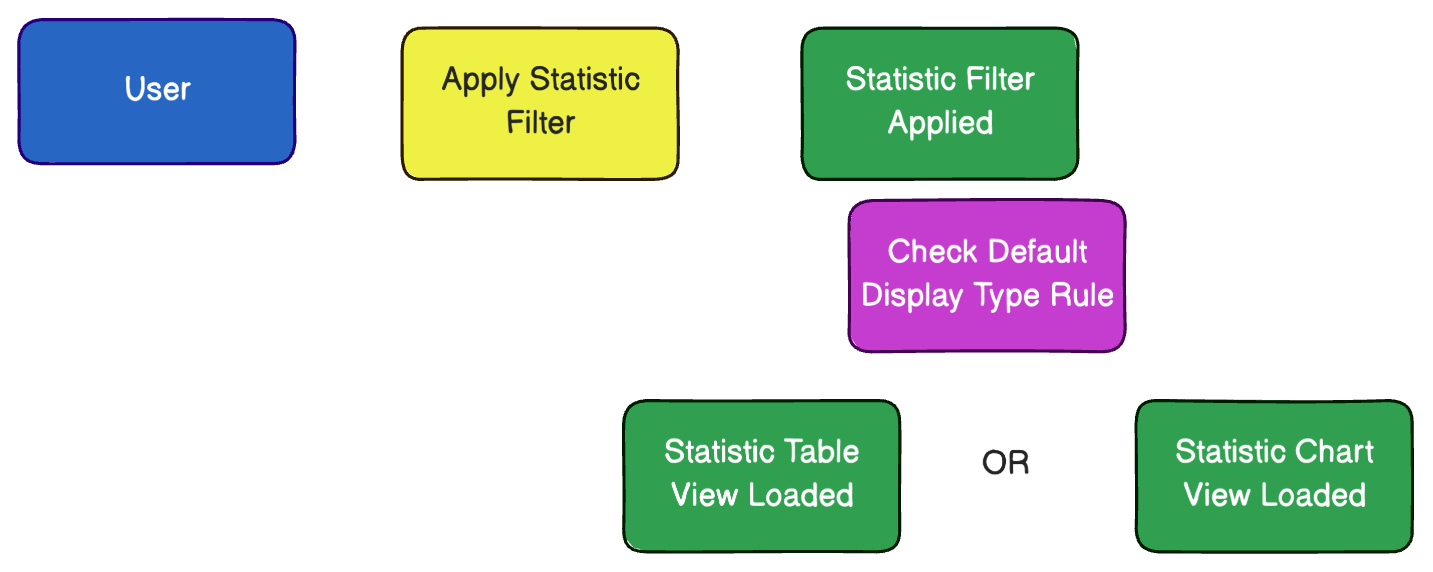 User
Apply Statistic
Filter
Statistic Filter
Applied
Check Default
Display Type Rule
Statistic Table
View Loaded
OR
Statistic Chart
View Loaded